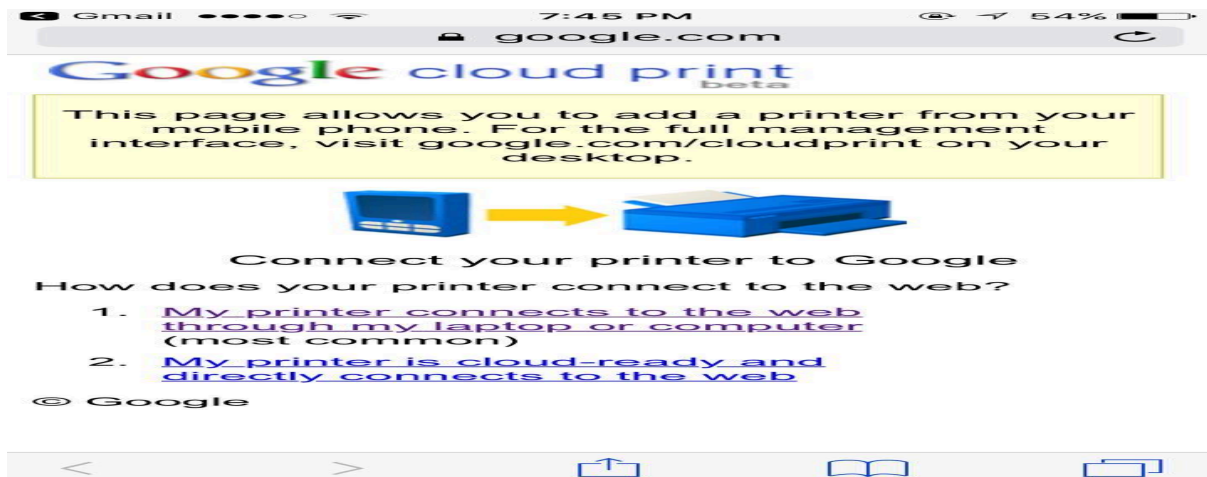 Gmail 7:45 PM 54%
google.com
Google cloud print
beta
This page allows you to add a printer from your
mobile phone. For the full management
interface, visit google.com/cloudprint on your
desktop.
Connect your printer to Google
How does your printer connect to the web?
1. My printer connects to the web
through my laptop or computer
(most common)
2. My printer is cloud-ready and
directly connects to the web
© Google